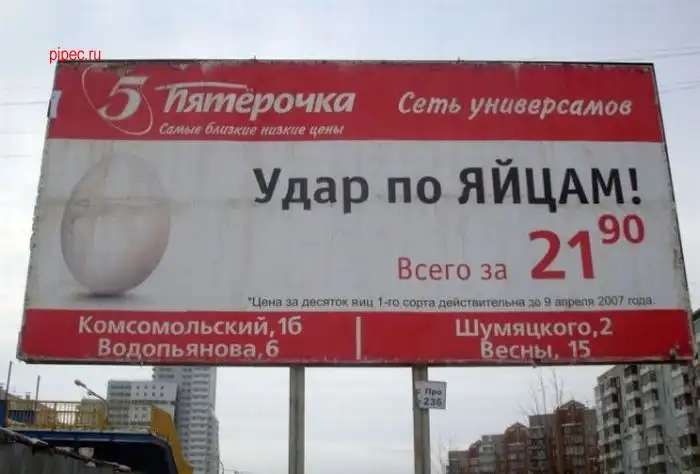 pipec.ru
5 Пятёрочка
Сеть универсамов
Самые близкие низкие цены
Удар по ЯЙЦАМ!
Всего за 21 90
*Цена за десяток яиц 1-го сорта действительна до 9 апреля 2007 года.
Комсомольский, 1б
Водопьянова, 6
Шумяцкого, 2
Весны, 15
236